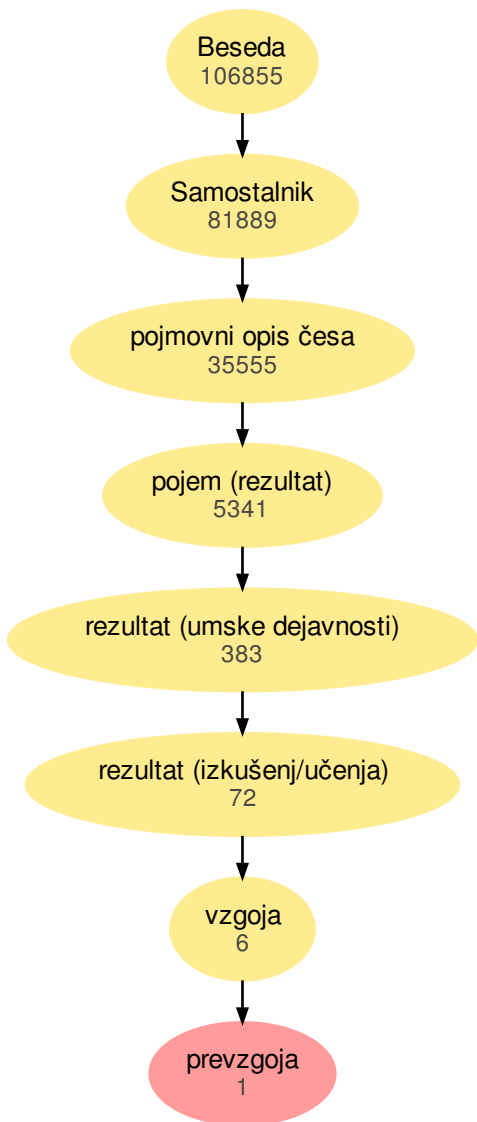 Beseda
106855
Samostalnik
81889
pojmovni opis česa
35555
pojem (rezultat)
5341
rezultat (umske dejavnosti)
383
rezultat (izkušenj/učenja)
72
vzgoja
6
prevzgoja
1